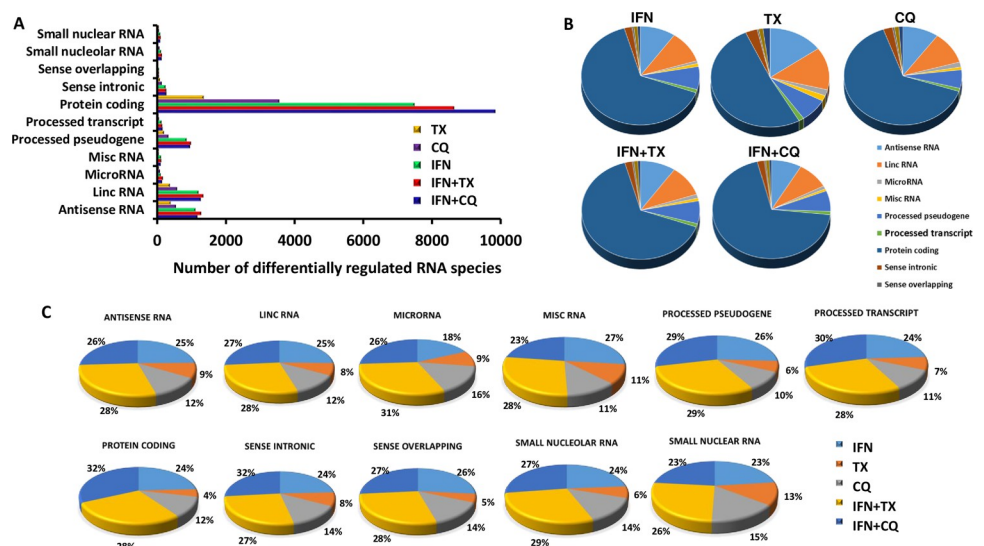 A
Small nuclear RNA
Small nucleolar RNA
Sense overlapping
Sense intronic
Protein coding
Processed transcript
Processed pseudogene
Misc RNA
MicroRNA
Linc RNA
Antisense RNA
TX
CQ
IFN
IFN+TX
IFN+CQ
0 2000 4000 6000 8000 10000
Number of differentially regulated RNA species
B
IFN TX CQ
IFN+TX IFN+CQ
Antisense RNA
Linc RNA
MicroRNA
Misc RNA
Processed pseudogene
Processed transcript
Protein coding
Sense intronic
Sense overlapping
C
ANTISENSE RNA
26% 25%
9%
12%
28%
LINC RNA
27% 25%
8%
12%
28%
MICRORNA
26% 18%
9%
16%
31%
MISC RNA
23% 27%
11%
11%
28%
PROCESSED PSEUDOGENE
29% 26%
6%
10%
29%
PROCESSED TRANSCRIPT
30% 24%
7%
11%
28%
PROTEIN CODING
32% 24%
4%
12%
28%
SENSE INTRONIC
32% 24%
8%
14%
27%
SENSE OVERLAPPING
27% 26%
5%
14%
28%
SMALL NUCLEOLAR RNA
27% 24%
6%
14%
29%
SMALL NUCLEAR RNA
23% 23%
13%
15%
26%
IFN
TX
CQ
IFN+TX
IFN+CQ